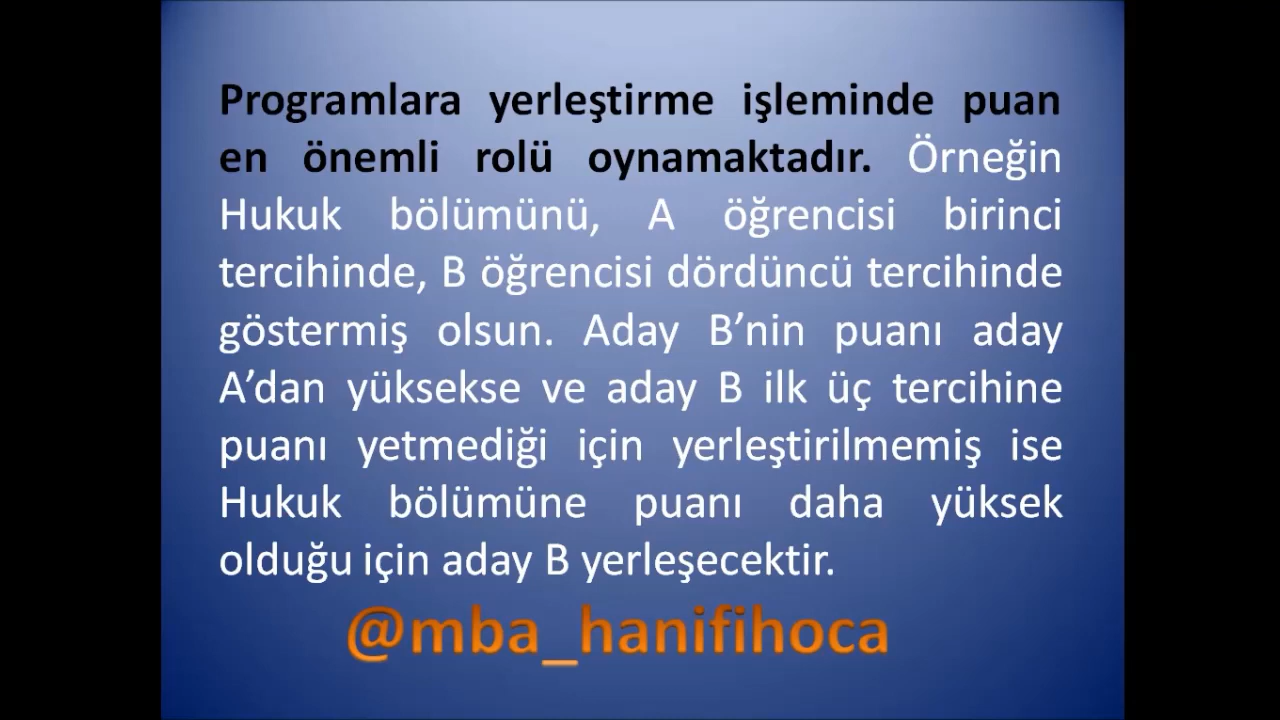 Programlara yerleştirme işleminde puan
en önemli rolü oynamaktadır. Örneğin
Hukuk bölümünü, A öğrencisi birinci
tercihinde, B öğrencisi dördüncü tercihinde
göstermiş olsun. Aday B’nin puanı aday
A’dan yüksekse ve aday B ilk üç tercihine
puanı yetmediği için yerleştirilmemiş ise
Hukuk bölümüne puanı daha yüksek
olduğu için aday B yerleşecektir.
@mba_hanifihoca